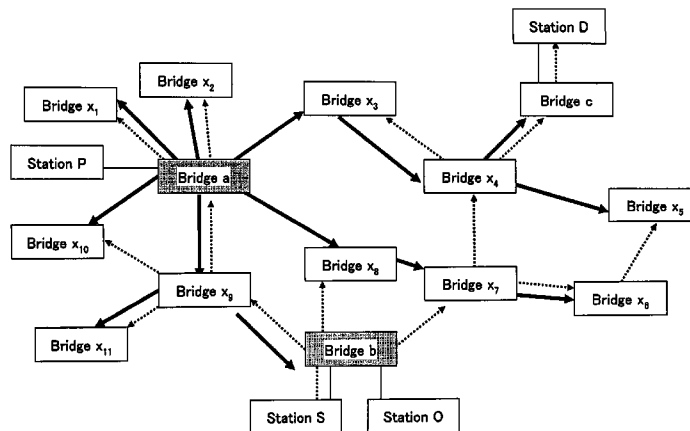 Station D
Bridge x₂
Bridge x₁
Bridge x₃
Bridge c
Station P
Bridge a
Bridge x₄
Bridge x₅
Bridge x₁₀
Bridge x₈
Bridge x₉
Bridge x₇
Bridge x₆
Bridge x₁₁
Bridge b
Station S
Station O